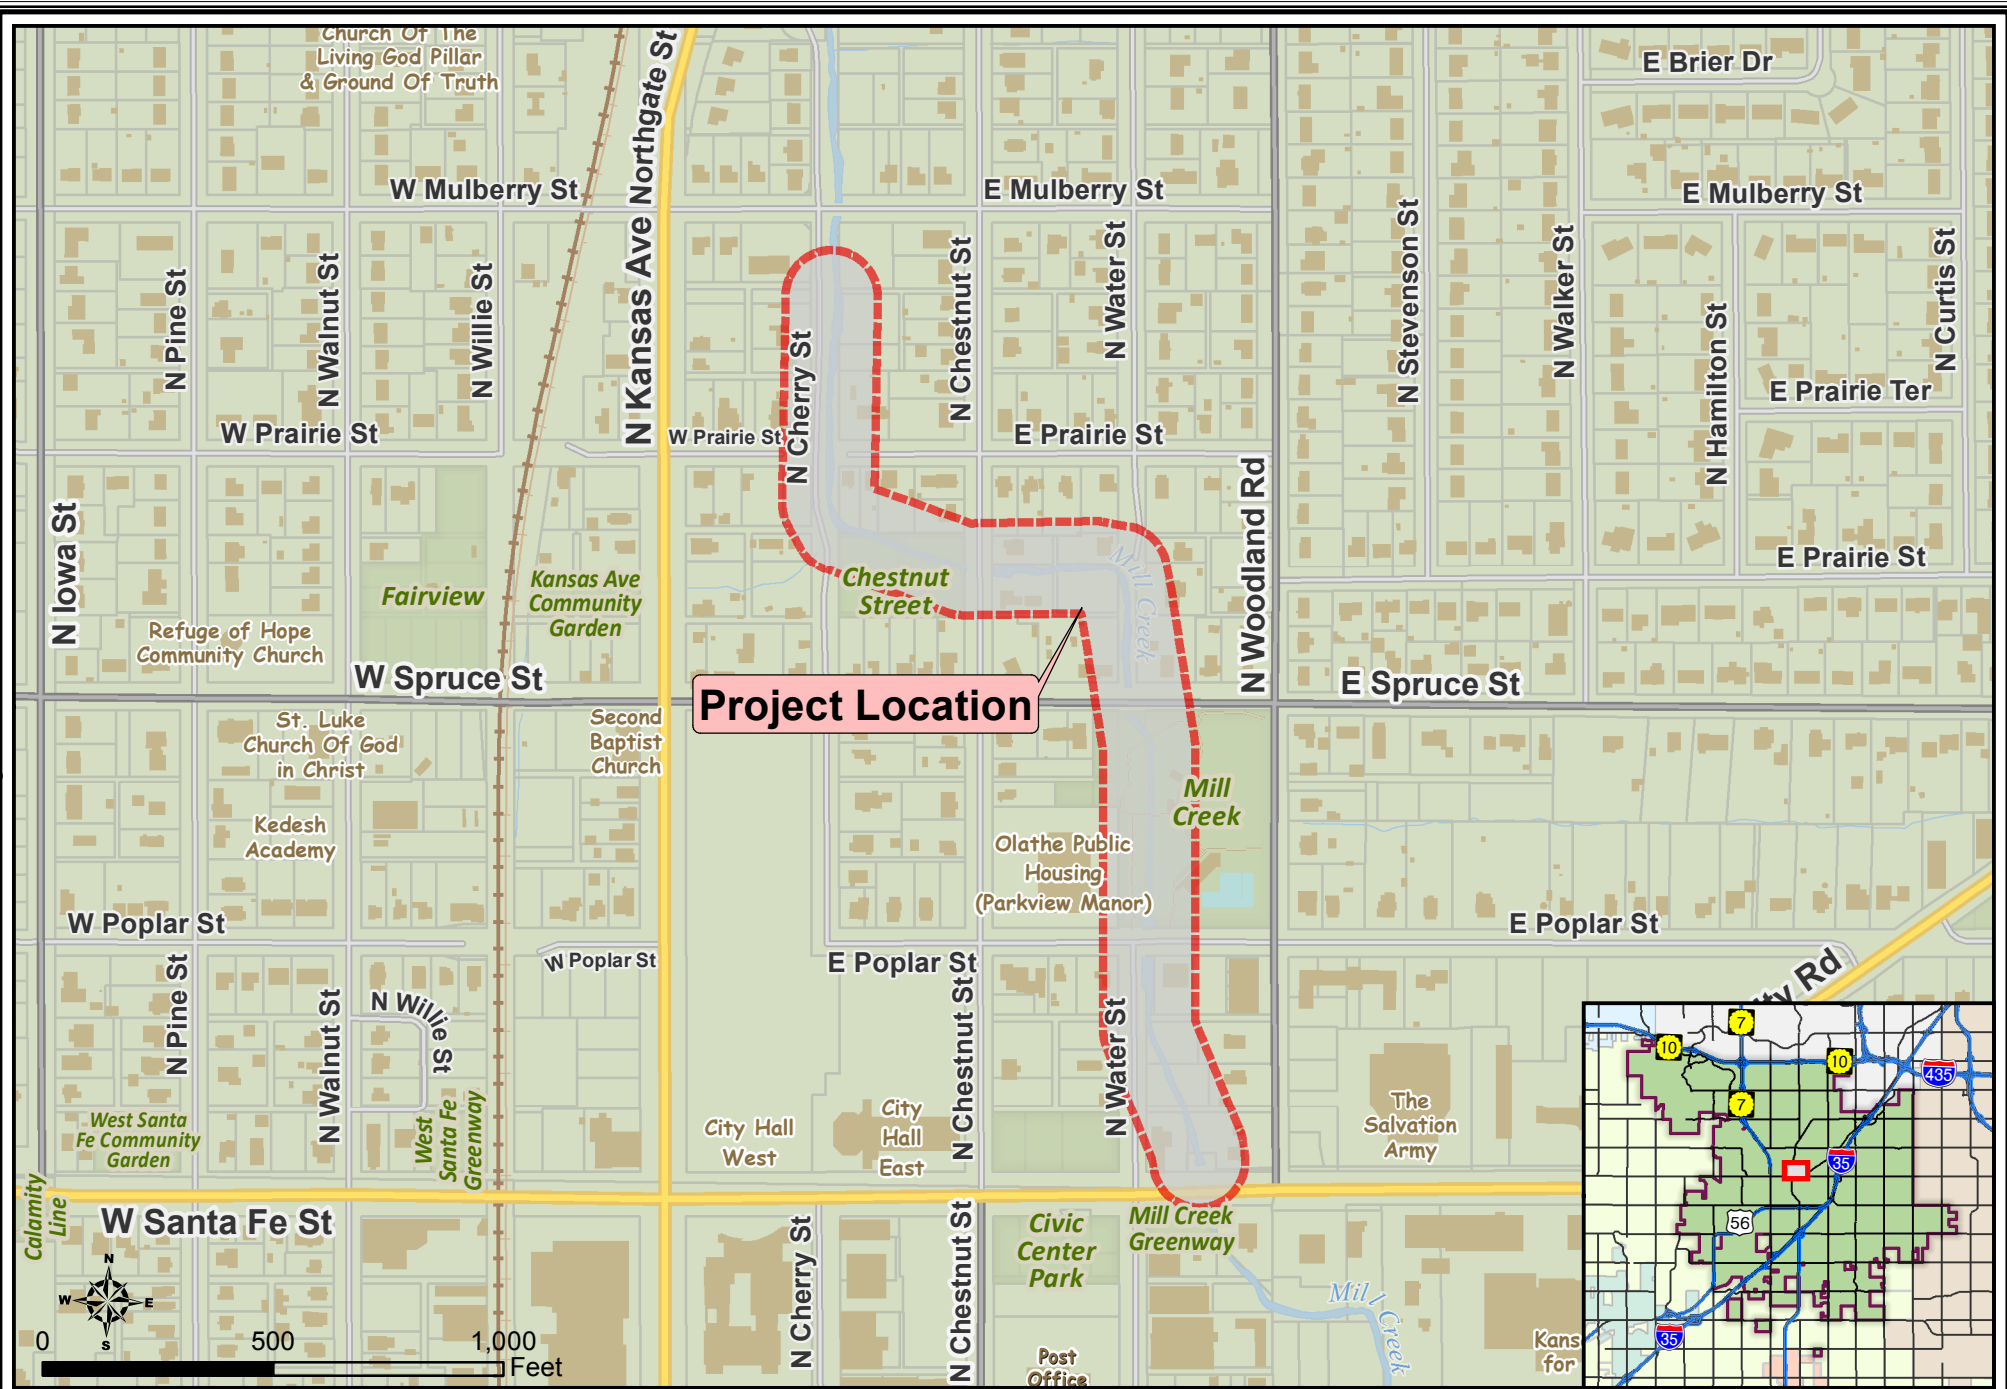 Church Of The
Living God Pillar
& Ground Of Truth
N Kansas Ave Northgate St
E Brier Dr
W Mulberry St
E Mulberry St
E Mulberry St
N Pine St
N Walnut St
N Willie St
N Cherry St
N Chestnut St
N Water St
N Stevenson St
N Walker St
N Hamilton St
N Curtis St
E Prairie Ter
W Prairie St
W Prairie St
E Prairie St
N Iowa St
N Woodland Rd
E Prairie St
Fairview
Kansas Ave
Community
Garden
Chestnut
Street
Mill Creek
Refuge of Hope
Community Church
W Spruce St
E Spruce St
Project Location
St. Luke
Church Of God
in Christ
Second
Baptist
Church
Kedesh
Academy
Mill
Creek
Olathe Public
Housing
(Parkview Manor)
W Poplar St
W Poplar St
E Poplar St
E Poplar St
N Pine St
N Walnut St
N Willie St
N Chestnut St
N Water St
ty Rd
West Santa
Fe Community
Garden
West
Santa Fe
Greenway
City Hall
West
City
Hall
East
The
Salvation
Army
Calamity
Line
W Santa Fe St
N Cherry St
N Chestnut St
Civic
Center
Park
Mill Creek
Greenway
Mill Creek
Post
Office
Kans
for
N
W
E
S
0
500
1,000
Feet
7
10
10
435
7
35
56
35